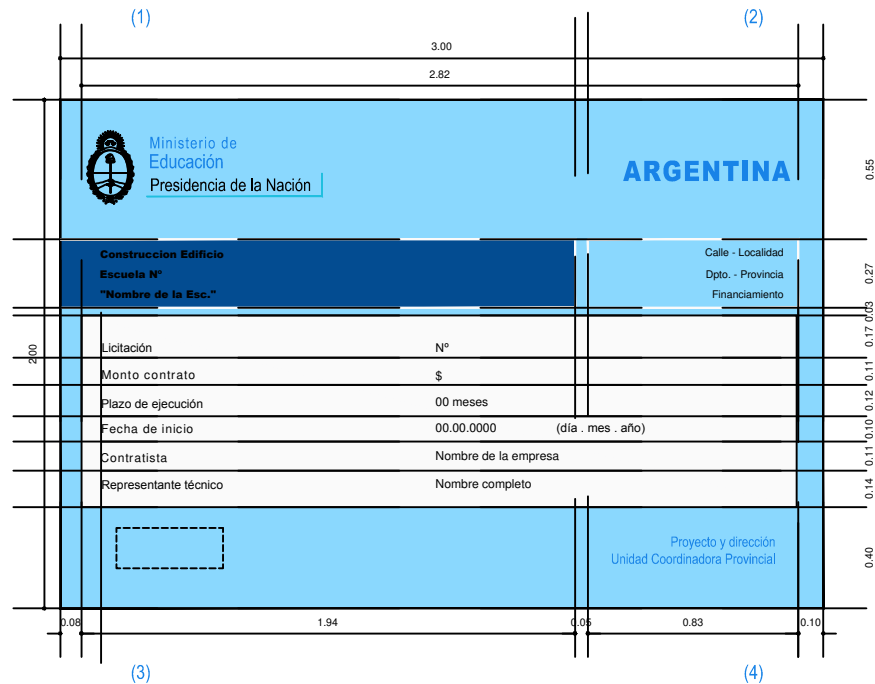 (1) (2)
3.00
2.82
Ministerio de
Educación
Presidencia de la Nación
ARGENTINA
0.55
Construccion Edificio
Escuela Nº
"Nombre de la Esc."
Calle - Localidad
Dpto. - Provincia
Financiamiento
0.27
0.03
2.00
Licitación Nº
0.17
Monto contrato $
0.11
Plazo de ejecución 00 meses
0.12
Fecha de inicio 00.00.0000 (día . mes . año)
0.10
Contratista Nombre de la empresa
0.11
Representante técnico Nombre completo
0.14
Proyecto y dirección
Unidad Coordinadora Provincial
0.40
0.08 1.94 0.05 0.83 0.10
(3) (4)